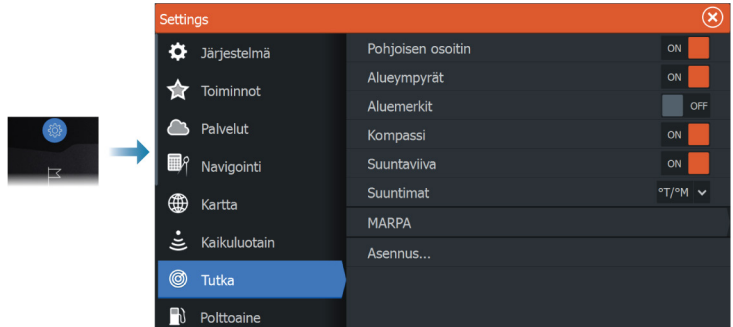 Settings
Järjestelmä
Toiminnot
Palvelut
Navigointi
Kartta
Kaikuluotain
Tutka
Polttoaine
Pohjoisen osoitin ON
Alueympyrät ON
Aluemerkit OFF
Kompassi ON
Suuntaviiva ON
Suuntimat °T/°M
MARPA
Asennus...